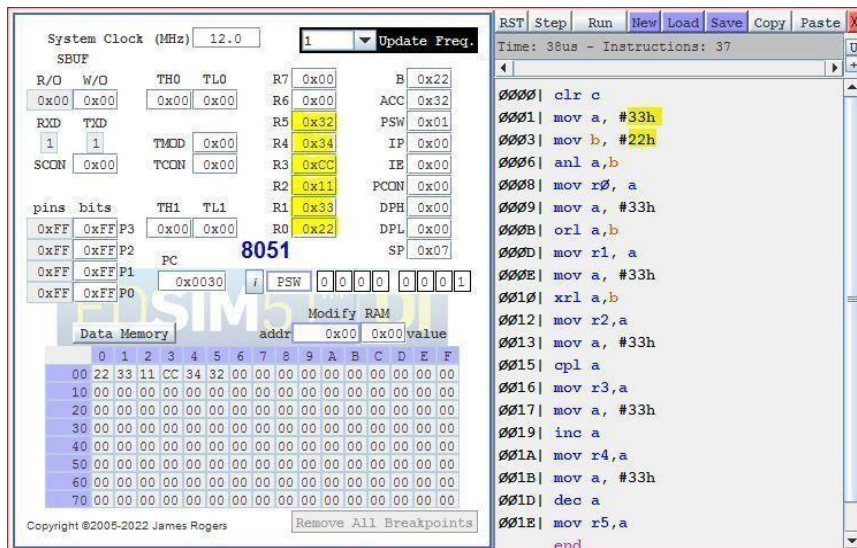 System Clock (MHz) 12.0 1 Update Freq.
SBUF
R/O W/O TH0 TL0 R7 0x00 B 0x22
0x00 0x00 0x00 0x00 R6 0x00 ACC 0x32
RXD TXD R5 0x32 PSW 0x01
1 1 TMOD 0x00 R4 0x34 IP 0x00
SCON 0x00 TCON 0x00 R3 0xCC IE 0x00
R2 0x11 PCON 0x00
pins bits TH1 TL1 R1 0x33 DPH 0x00
0xFF 0xFF P3 0x00 0x00 R0 0x22 DPL 0x00
0xFF 0xFF P2 8051 SP 0x07
0xFF 0xFF P1 PC
0xFF 0xFF P0 0x0030 i PSW 0 0 0 0 0 0 0 1
Modify RAM
Data Memory addr 0x00 0x00 value
0 1 2 3 4 5 6 7 8 9 A B C D E F
00 22 33 11 CC 34 32 00 00 00 00 00 00 00 00 00 00
10 00 00 00 00 00 00 00 00 00 00 00 00 00 00 00 00
20 00 00 00 00 00 00 00 00 00 00 00 00 00 00 00 00
30 00 00 00 00 00 00 00 00 00 00 00 00 00 00 00 00
40 00 00 00 00 00 00 00 00 00 00 00 00 00 00 00 00
50 00 00 00 00 00 00 00 00 00 00 00 00 00 00 00 00
60 00 00 00 00 00 00 00 00 00 00 00 00 00 00 00 00
70 00 00 00 00 00 00 00 00 00 00 00 00 00 00 00 00
Copyright ©2005-2022 James Rogers Remove All Breakpoints
RST Step Run New Load Save Copy Paste X
Time: 38us - Instructions: 37
0000| clr c
0001| mov a, #33h
0003| mov b, #22h
0006| anl a,b
0008| mov r0, a
0009| mov a, #33h
000B| orl a,b
000D| mov r1, a
000E| mov a, #33h
0010| xrl a,b
0012| mov r2,a
0013| mov a, #33h
0015| cpl a
0016| mov r3,a
0017| mov a, #33h
0019| inc a
001A| mov r4,a
001B| mov a, #33h
001D| dec a
001E| mov r5,a
end